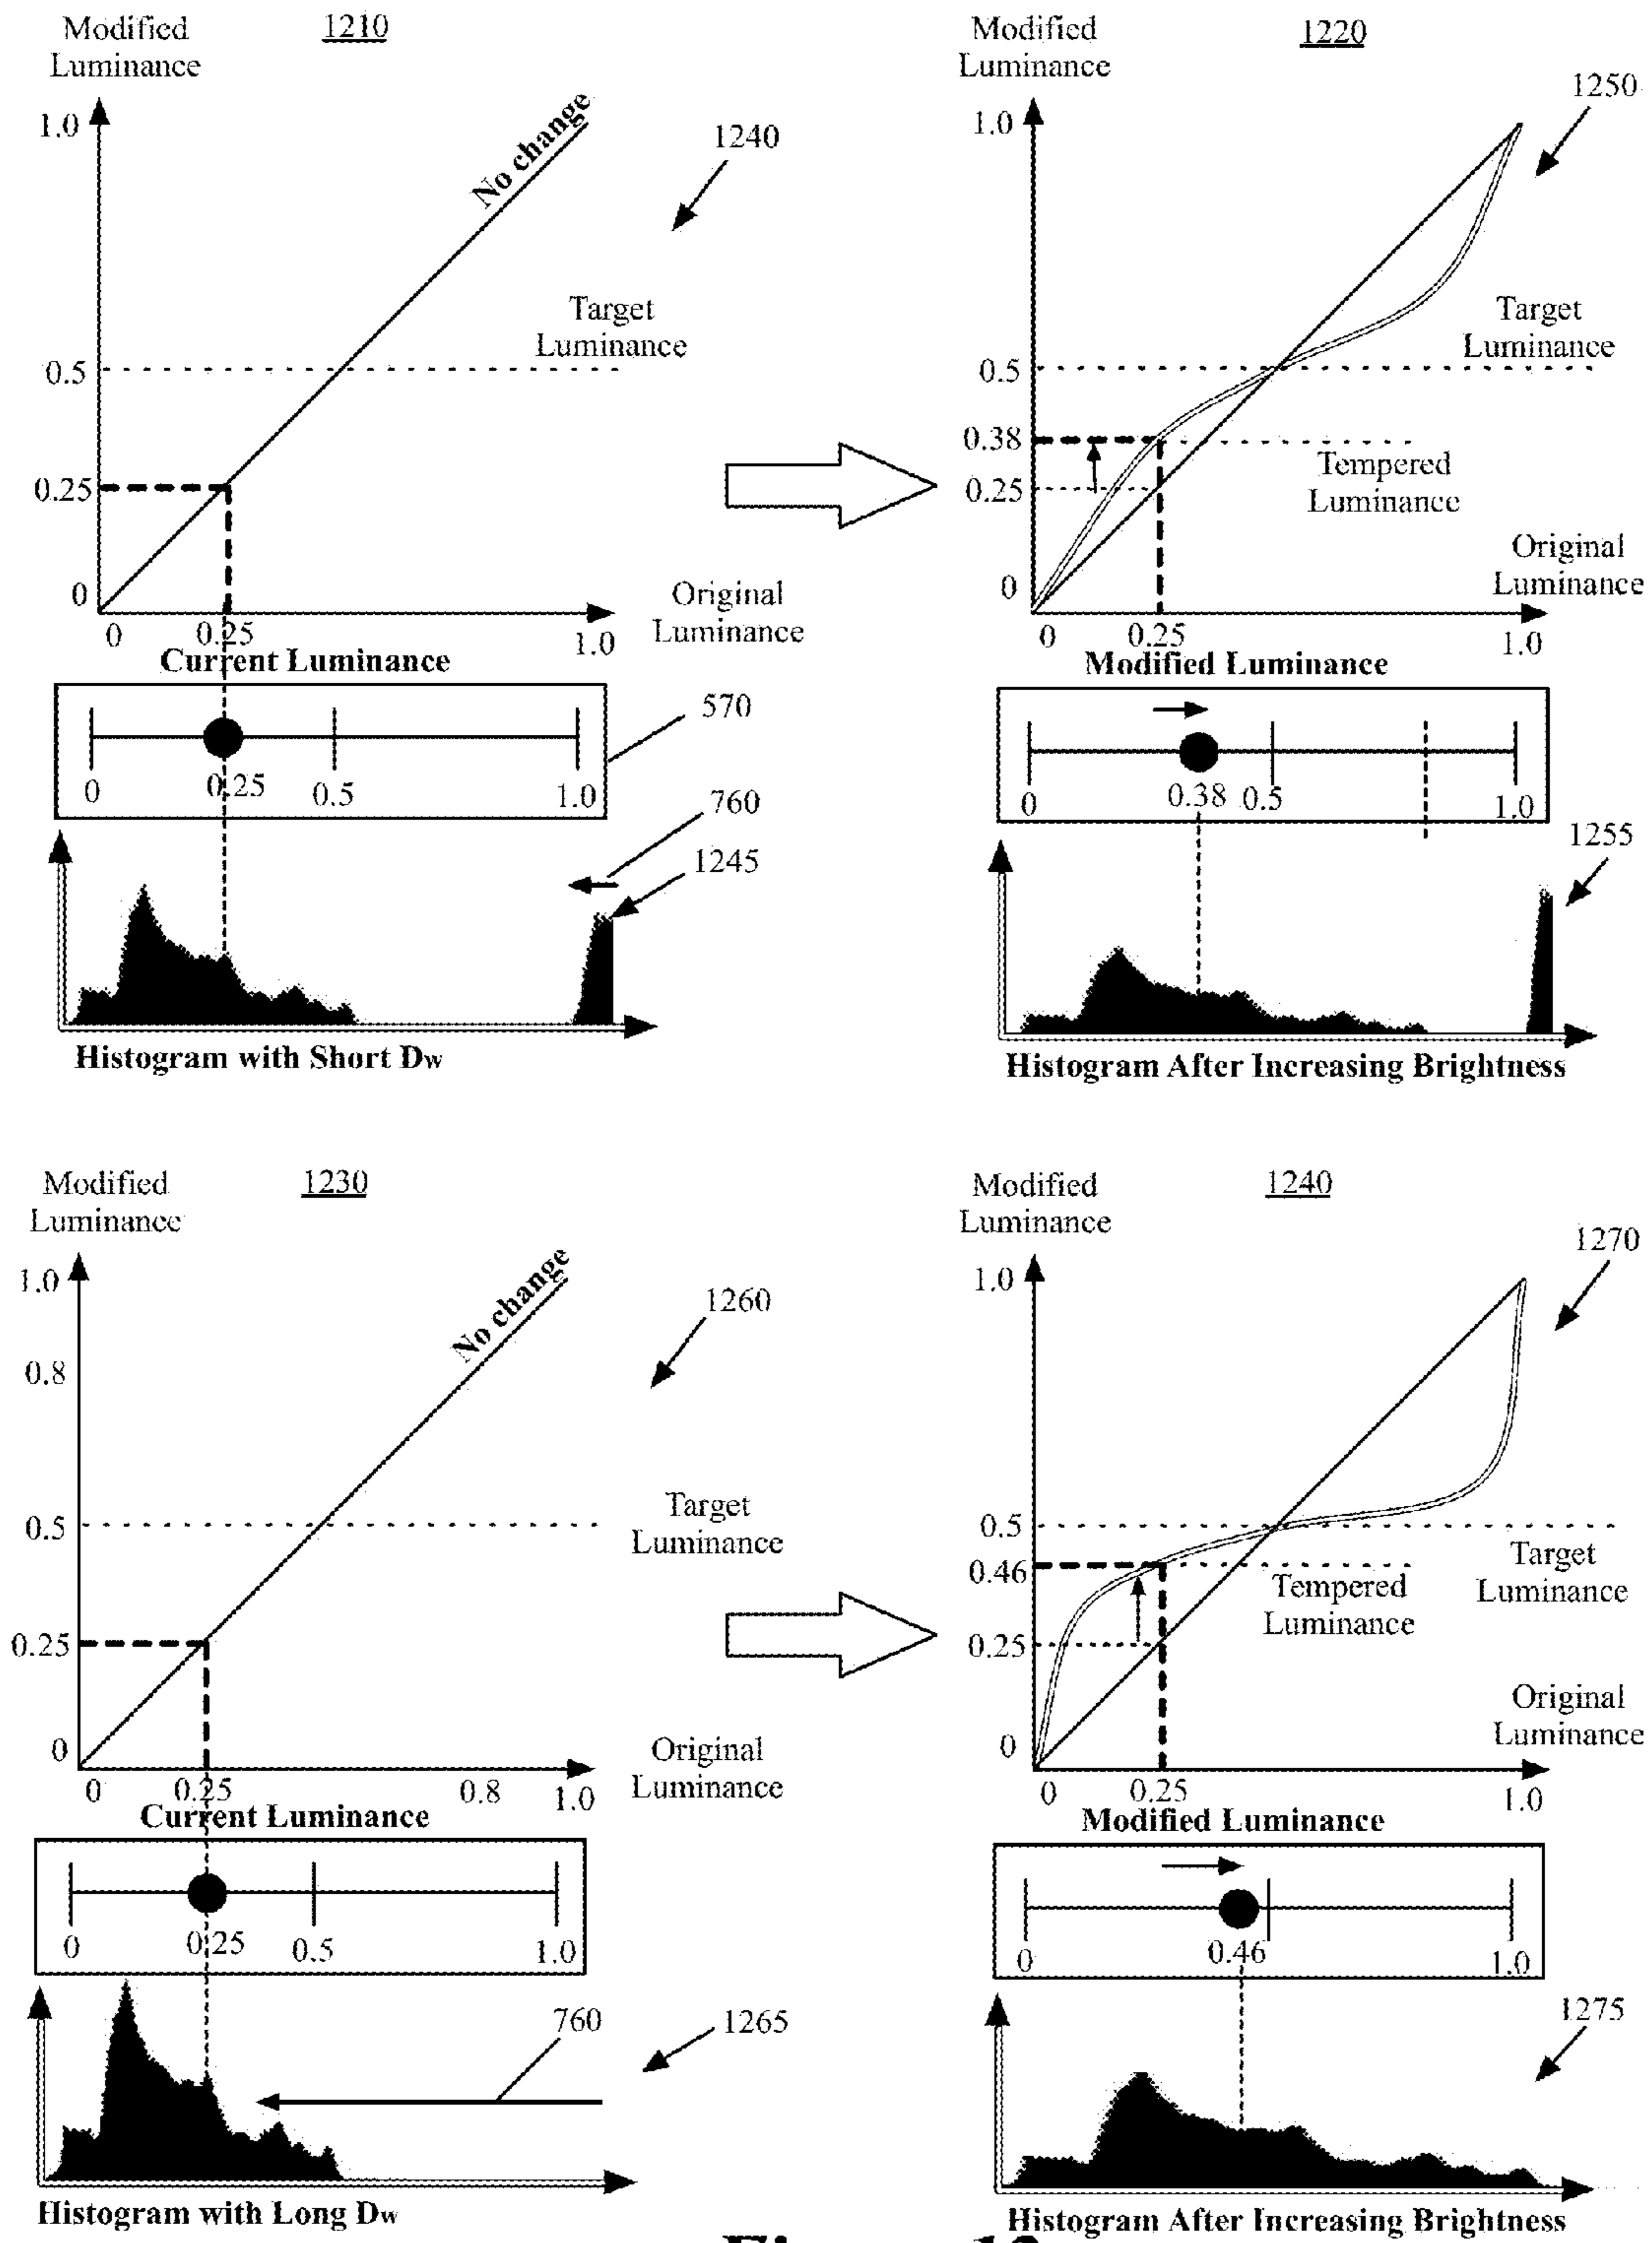 Modified
Luminance
1210
1.0
No change
1240
Target
Luminance
0.5
0.25
0
Original
Luminance
0
0.25
1.0
Current Luminance
570
0
0.25
0.5
1.0
760
1245
Histogram with Short Dw
Modified
Luminance
1220
1250
1.0
Target
Luminance
0.5
0.38
Tempered
Luminance
0.25
Original
Luminance
0
0
0.25
1.0
Modified Luminance
0
0.38
0.5
1.0
1255
Histogram After Increasing Brightness
Modified
Luminance
1230
1.0
No change
1260
0.8
Target
Luminance
0.5
0.25
0
Original
Luminance
0
0.25
0.8
1.0
Current Luminance
0
0.25
0.5
1.0
760
1265
Histogram with Long Dw
Modified
Luminance
1240
1270
1.0
0.5
Target
Luminance
0.46
Tempered
Luminance
0.25
Original
Luminance
0
0
0.25
1.0
Modified Luminance
0
0.46
1.0
1275
Histogram After Increasing Brightness